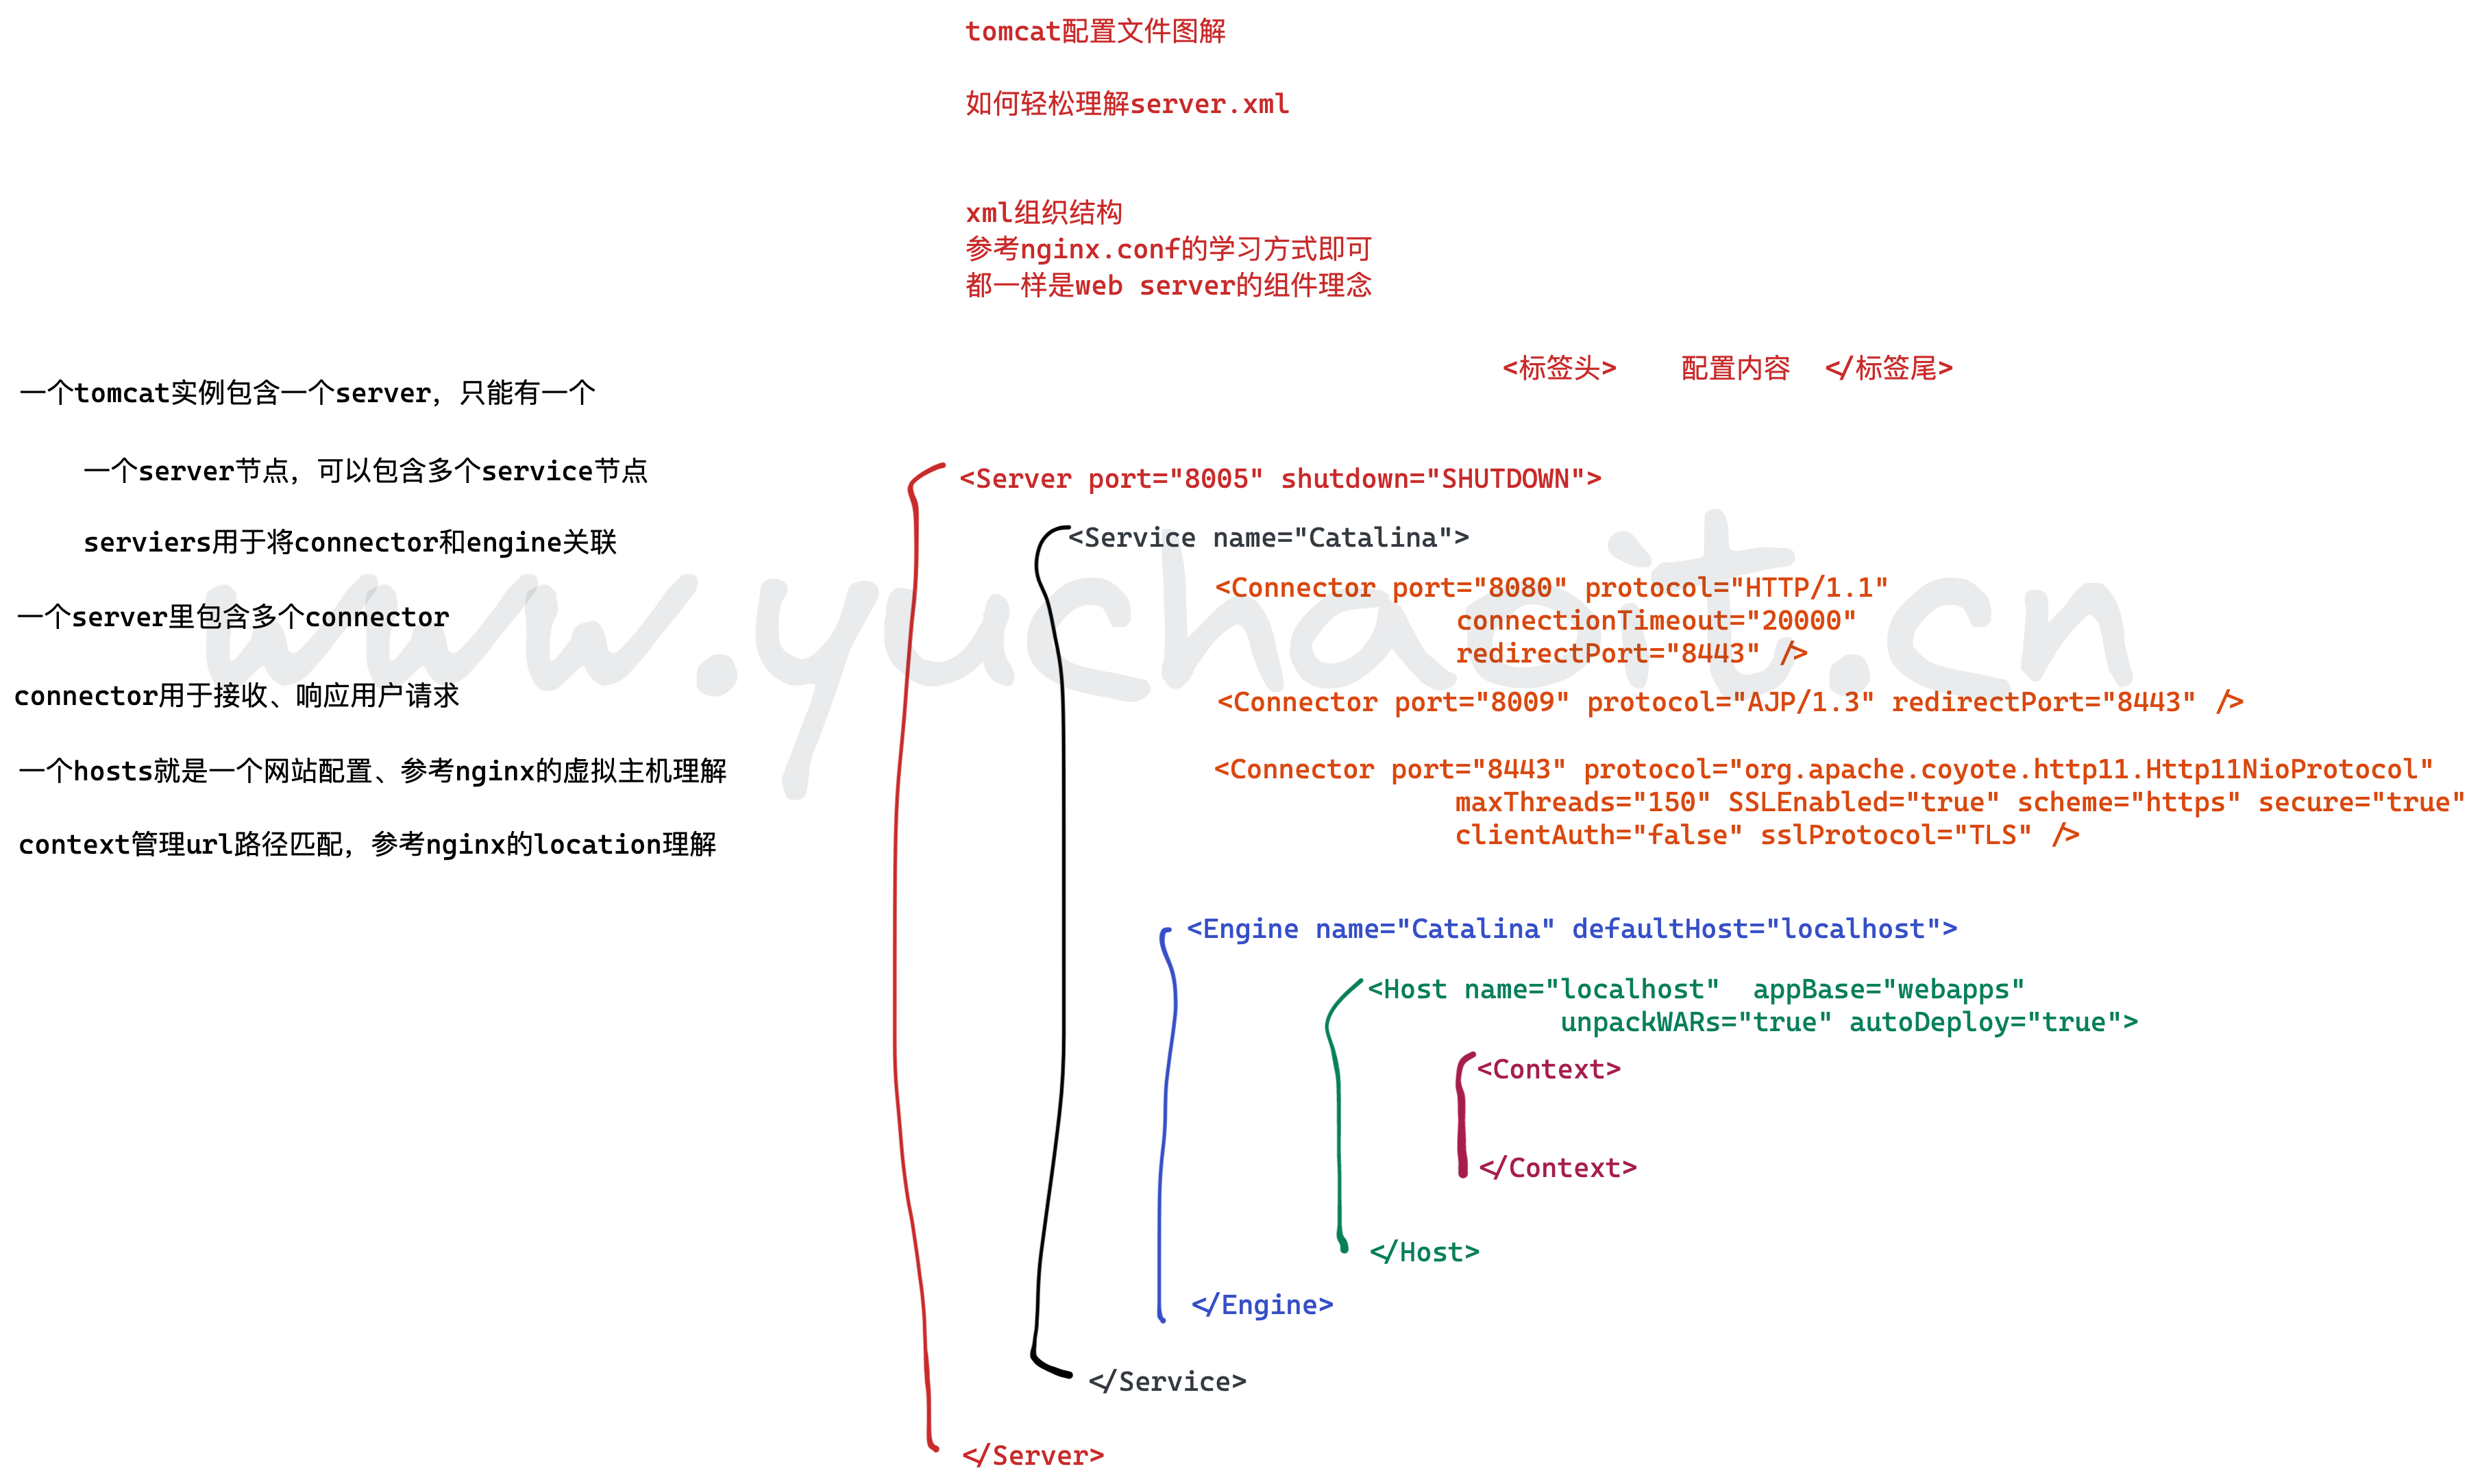 tomcat配置文件图解
如何轻松理解server.xml
xml组织结构
参考nginx.conf的学习方式即可
都一样是web server的组件理念
<标签头> 配置内容 </标签尾>
一个tomcat实例包含一个server，只能有一个
一个server节点，可以包含多个service节点
serviers用于将connector和engine关联
一个server里包含多个connector
connector用于接收、响应用户请求
一个hosts就是一个网站配置、参考nginx的虚拟主机理解
context管理url路径匹配，参考nginx的location理解
<Server port="8005" shutdown="SHUTDOWN">
<Service name="Catalina">
<Connector port="8080" protocol="HTTP/1.1"
connectionTimeout="20000"
redirectPort="8443" />
<Connector port="8009" protocol="AJP/1.3" redirectPort="8443" />
<Connector port="8443" protocol="org.apache.coyote.http11.Http11NioProtocol"
maxThreads="150" SSLEnabled="true" scheme="https" secure="true"
clientAuth="false" sslProtocol="TLS" />
<Engine name="Catalina" defaultHost="localhost">
<Host name="localhost"  appBase="webapps"
unpackWARs="true" autoDeploy="true">
<Context>
</Context>
</Host>
</Engine>
</Service>
</Server>
www.yuchaoit.cn